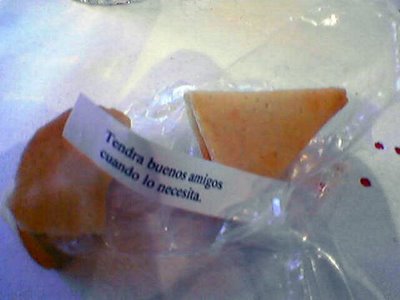 Tendra buenos amigos
cuando lo necesita.